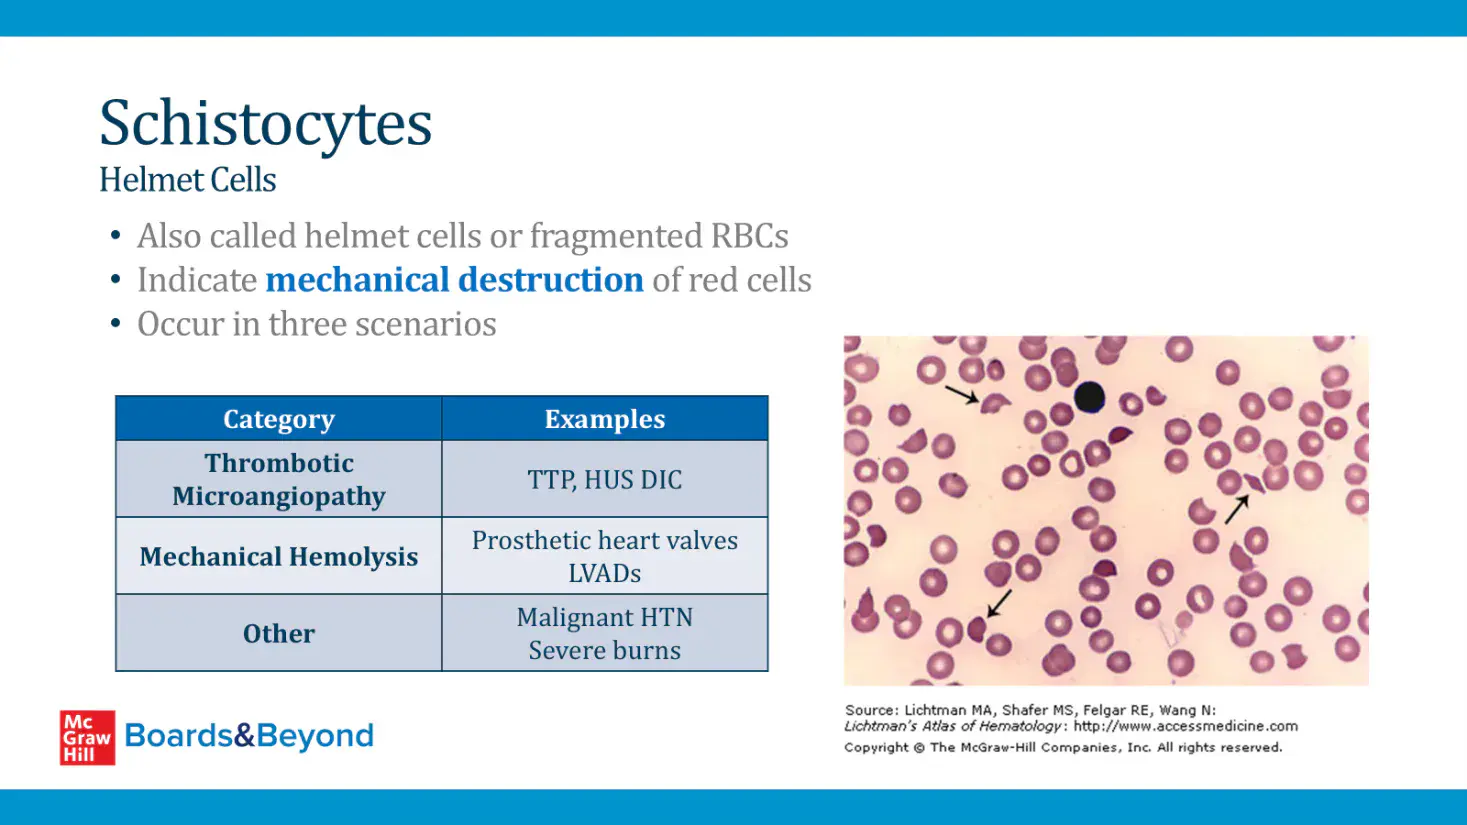 Schistocytes
Helmet Cells
• Also called helmet cells or fragmented RBCs
• Indicate mechanical destruction of red cells
• Occur in three scenarios
Category Examples
Thrombotic Microangiopathy TTP, HUS DIC
Mechanical Hemolysis Prosthetic heart valves LVADs
Other Malignant HTN Severe burns
Source: Lichtman MA, Shafer MS, Felgar RE, Wang N:
Lichtman's Atlas of Hematology: http://www.accessmedicine.com
Copyright © The McGraw-Hill Companies, Inc. All rights reserved.
Mc
Graw
Hill
Boards&Beyond